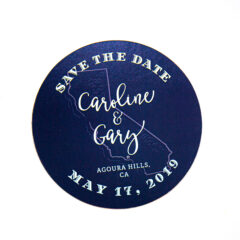 SAVE THE DATE
Caroline
&
Gary
AGOURA HILLS,
CA
MAY 17, 2019